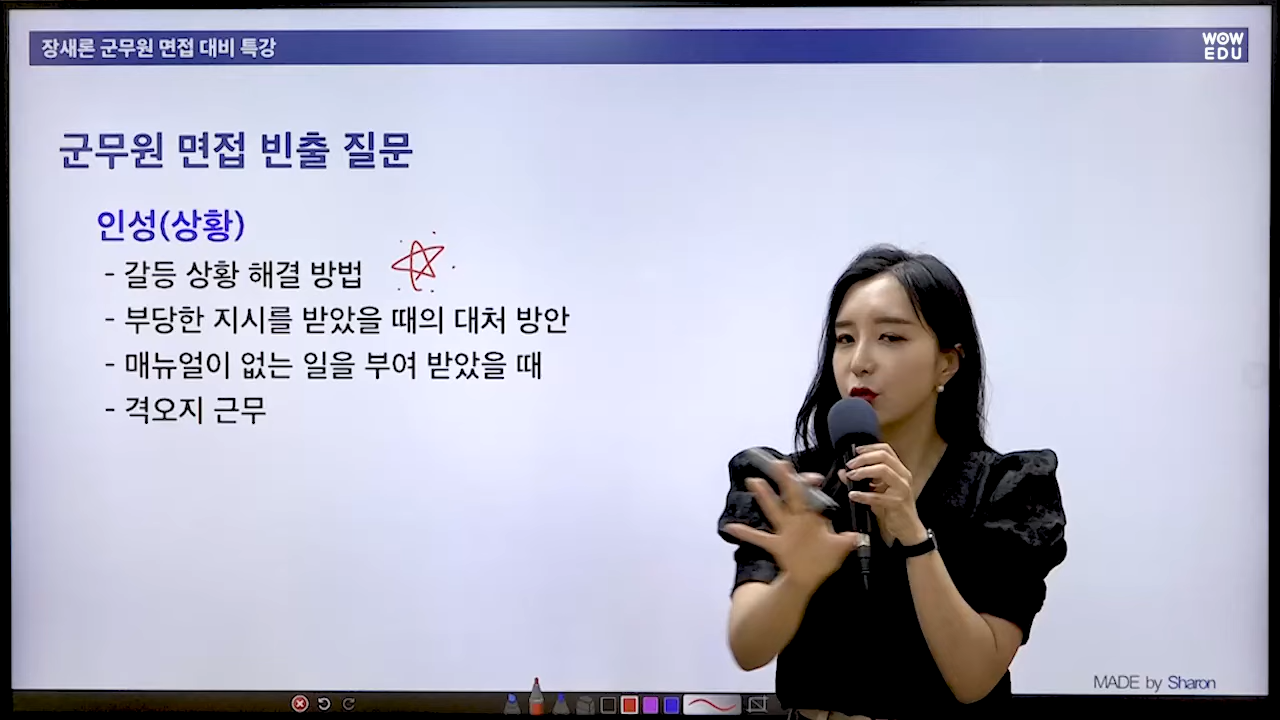 장새론 군무원 면접 대비 특강
WOW
EDU
군무원 면접 빈출 질문
인성(상황)
- 갈등 상황 해결 방법
- 부당한 지시를 받았을 때의 대처 방안
- 매뉴얼이 없는 일을 부여 받았을 때
- 격오지 근무
MADE by Sharon